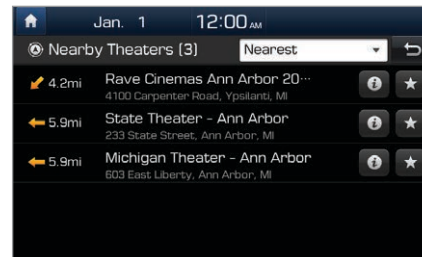 Jan. 1 12:00 AM
Nearby Theaters (3) Nearest
4.2mi Rave Cinemas Ann Arbor 20···
4100 Carpenter Road, Ypsilanti, MI
5.9mi State Theater - Ann Arbor
233 State Street, Ann Arbor, MI
5.9mi Michigan Theater - Ann Arbor
603 East Liberty, Ann Arbor, MI